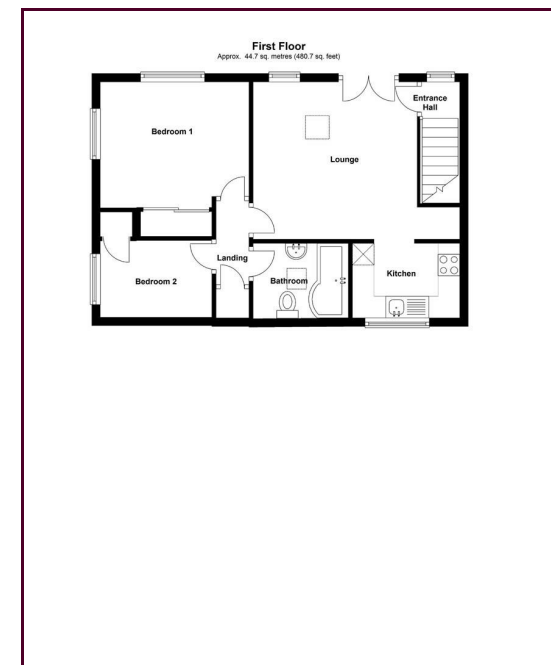 First Floor
Approx. 44.7 sq. metres (480.7 sq. feet)
Entrance
Hall
Bedroom 1
Lounge
Landing
Kitchen
Bedroom 2
Bathroom